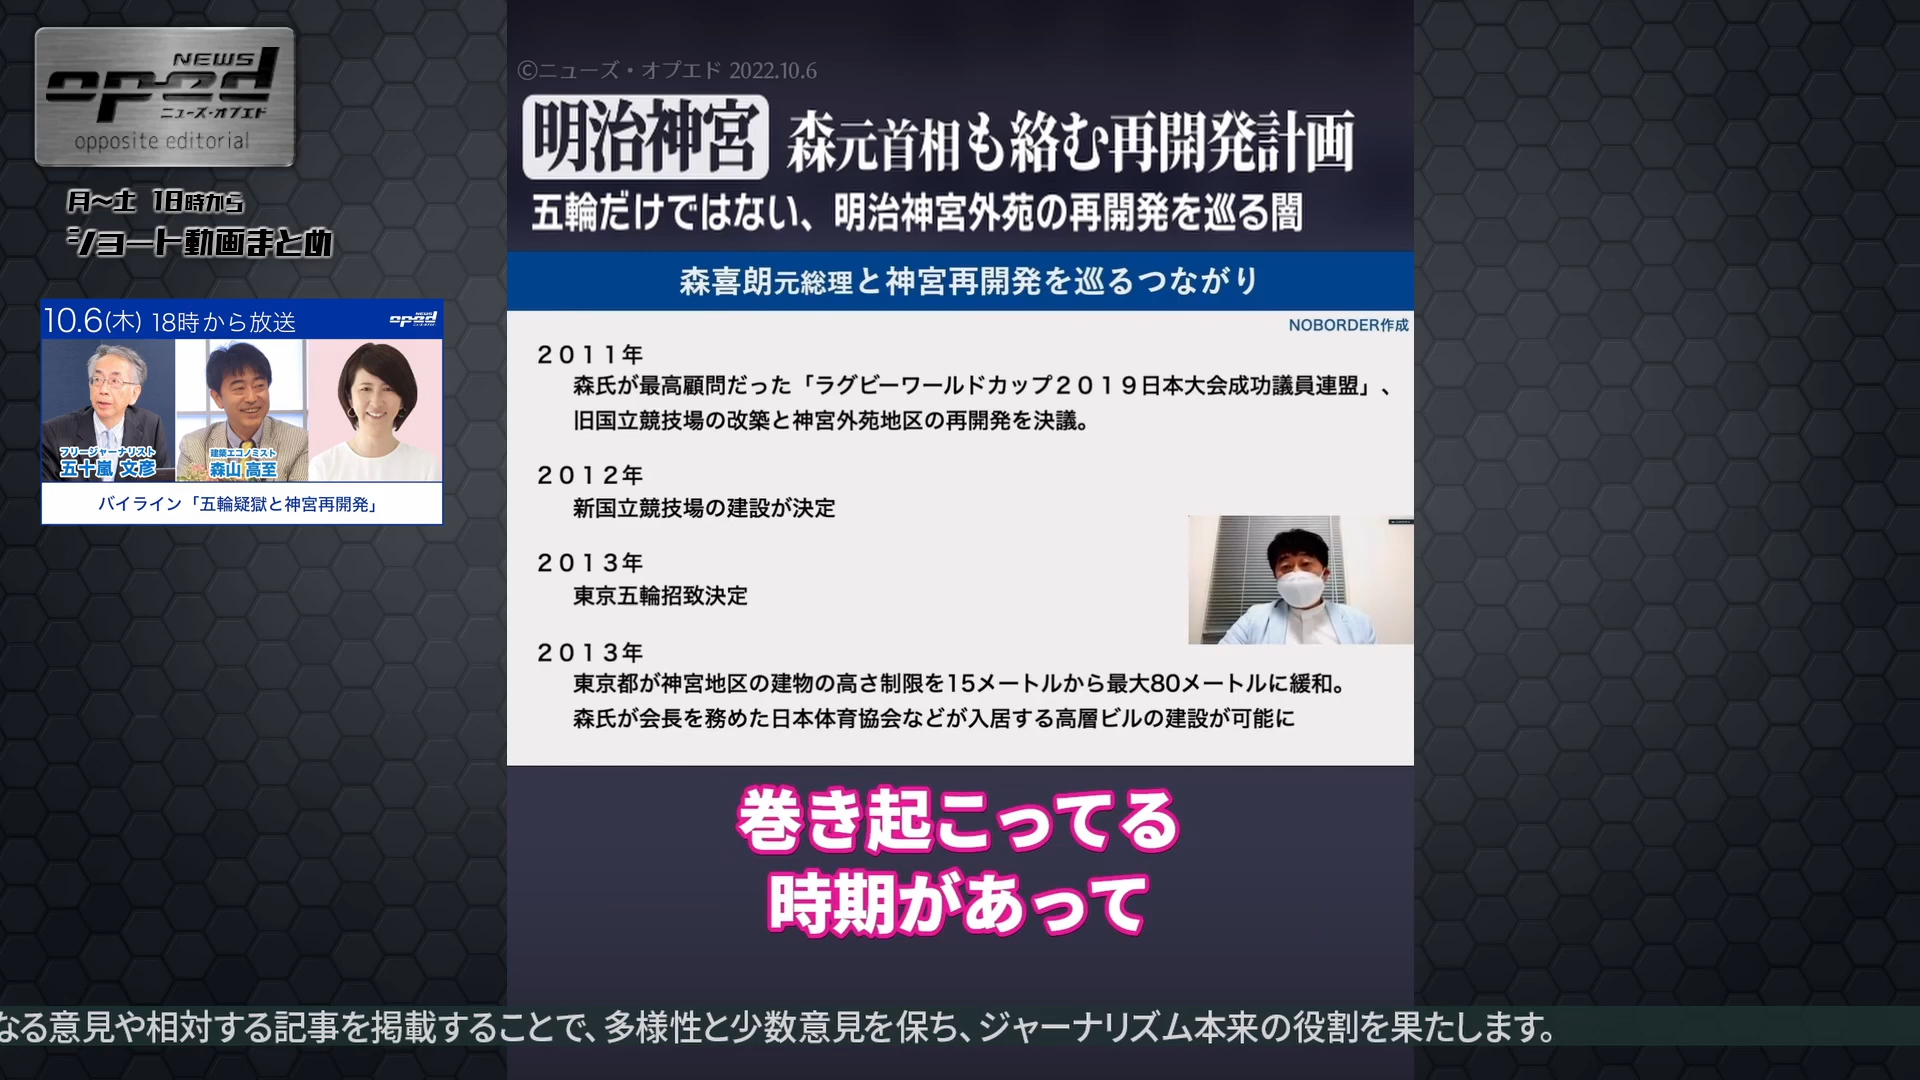 NEWS
oped
ニューズ・オプエド
opposite editorial
月〜土 18時から
ショート動画まとめ
10.6(木) 18時から放送
NEWS
oped
フリージャーナリスト
五十嵐 文彦
建築エコノミスト
森山 高至
バイライン「五輪疑獄と神宮再開発」
©ニューズ・オプエド 2022.10.6
明治神宮 森元首相も絡む再開発計画
五輪だけではない、明治神宮外苑の再開発を巡る闇
森喜朗元総理と神宮再開発を巡るつながり
NOBORDER作成
2011年
森氏が最高顧問だった「ラグビーワールドカップ2019日本大会成功議員連盟」、
旧国立競技場の改築と神宮外苑地区の再開発を決議。
2012年
新国立競技場の建設が決定
2013年
東京五輪招致決定
2013年
東京都が神宮地区の建物の高さ制限を15メートルから最大80メートルに緩和。
森氏が会長を務めた日本体育協会などが入居する高層ビルの建設が可能に
巻き起こってる
時期があって
なる意見や相対する記事を掲載することで、多様性と少数意見を保ち、ジャーナリズム本来の役割を果たします。